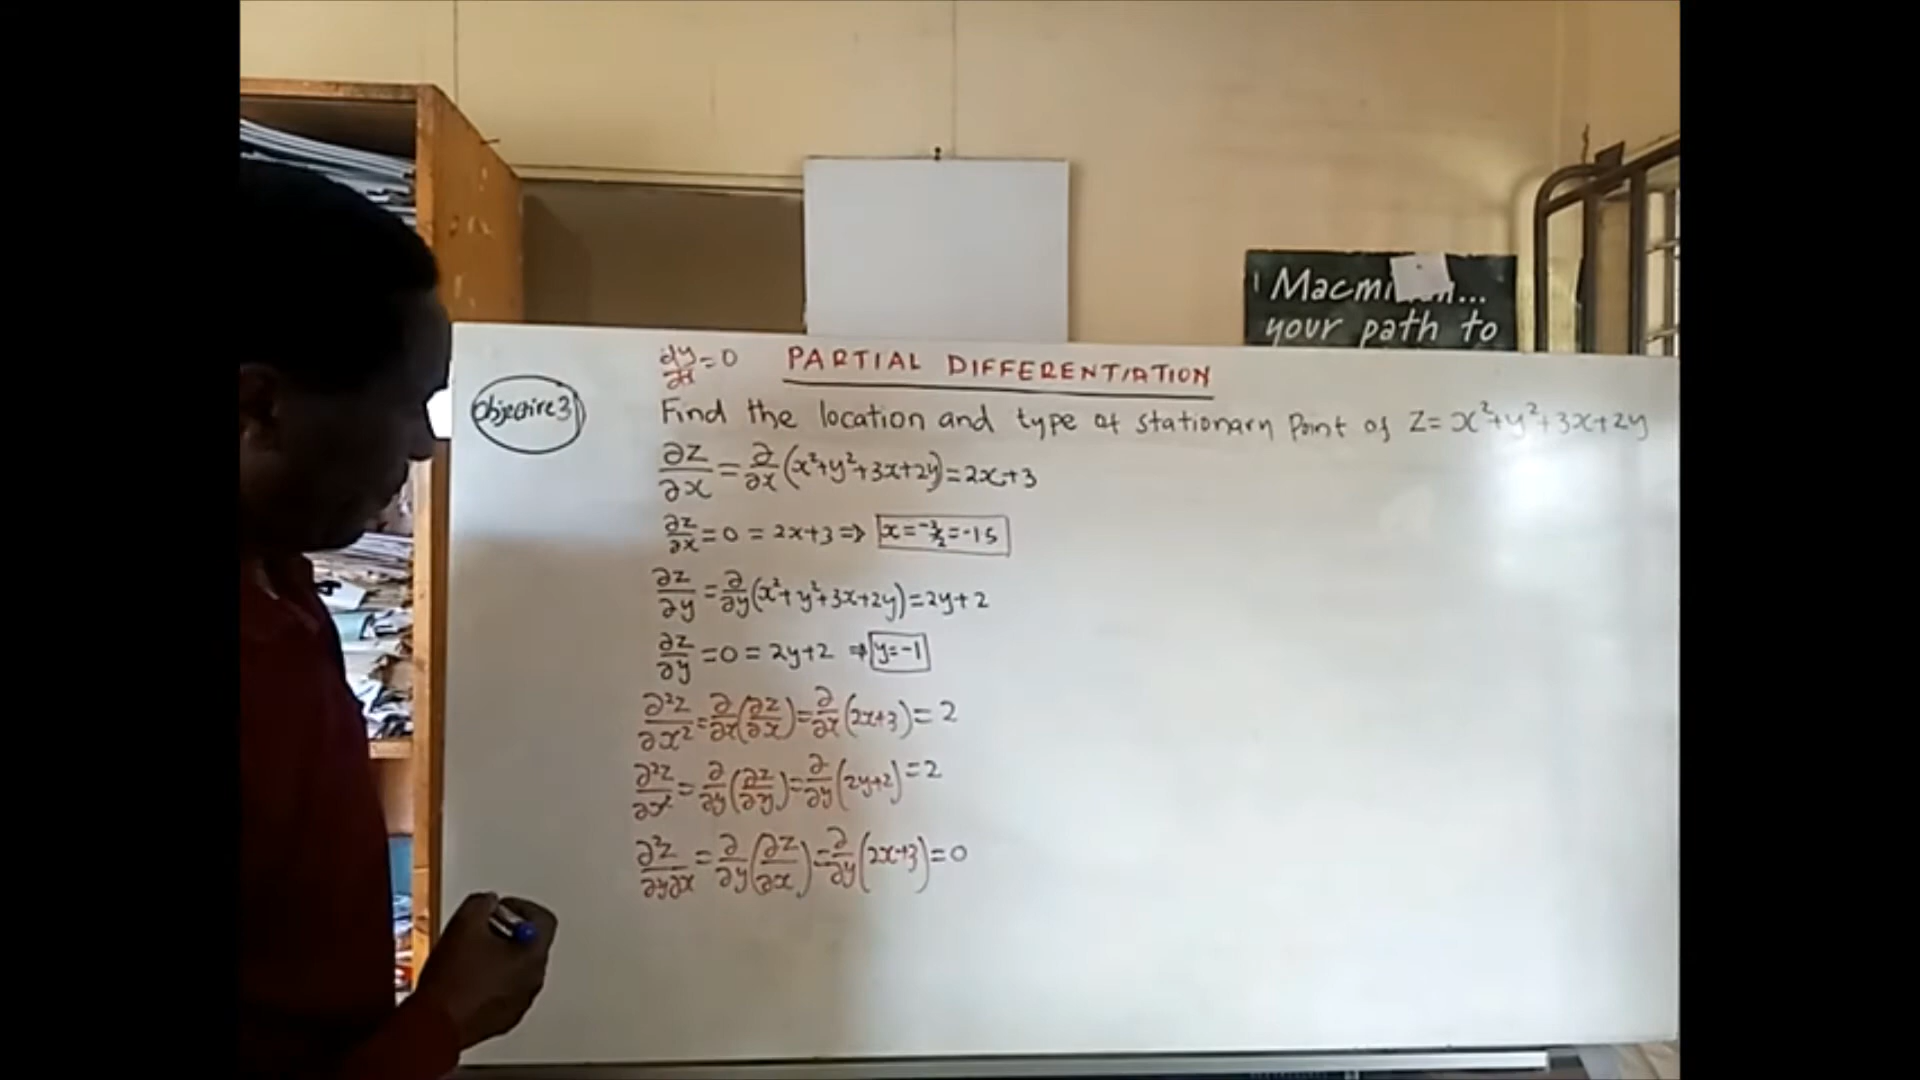 Macmi...
your path to
dy/dx = 0 PARTIAL DIFFERENTIATION
Objective 3
Find the location and type of stationary Point of Z = x²+y²+3x+2y
∂z/∂x = ∂/∂x (x²+y²+3x+2y) = 2x+3
∂z/∂x = 0 = 2x+3 ⇒ x = -3/2 = -1.5
∂z/∂y = ∂/∂y (x²+y²+3x+2y) = 2y+2
∂z/∂y = 0 = 2y+2 ⇒ y = -1
∂²z/∂x² = ∂/∂x (∂z/∂x) = ∂/∂x (2x+3) = 2
= ∂/∂y (∂z/∂y) = ∂/∂y (2y+2) = 2
∂²z/∂y∂x = ∂/∂y (∂z/∂x) = ∂/∂y (2x+3) = 0